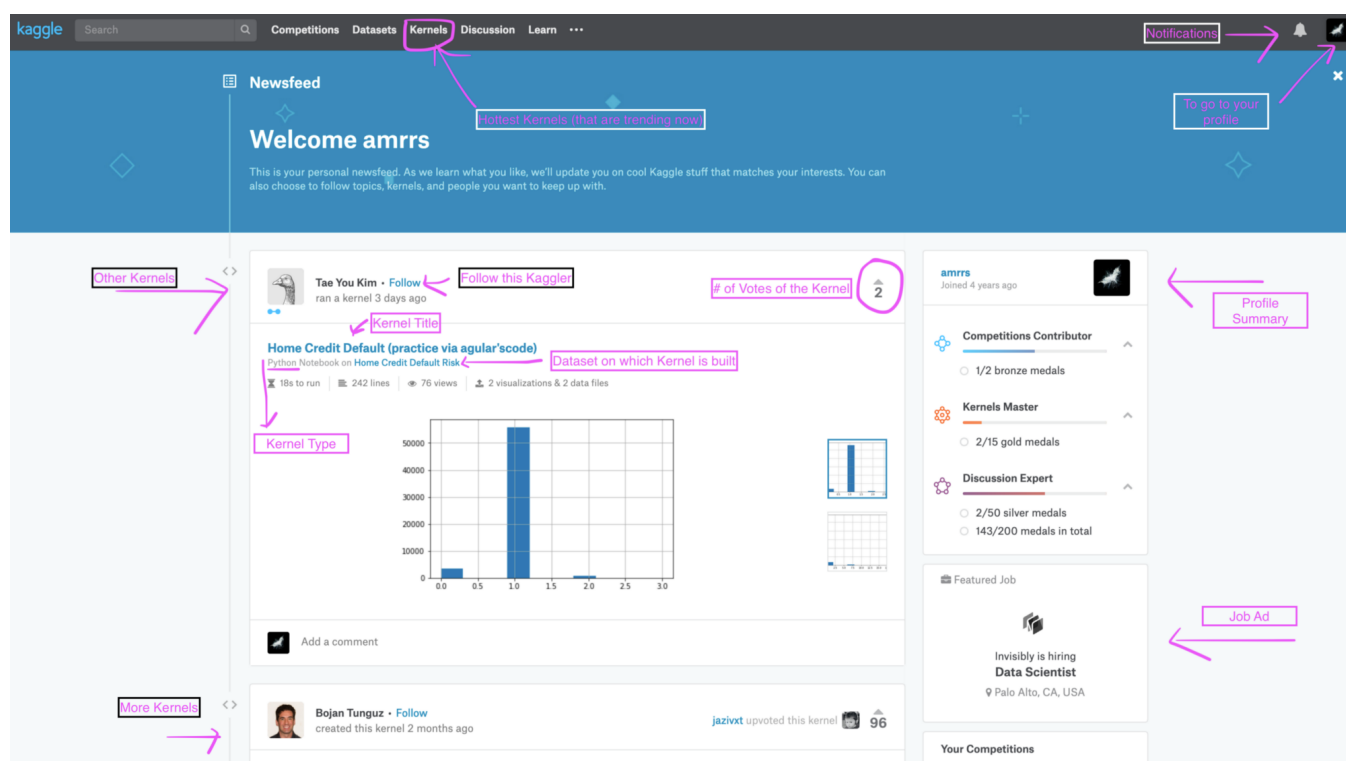 kaggle
Search
Competitions Datasets Kernels Discussion Learn
Notifications
Newsfeed
Hottest Kernels (that are trending now)
To go to your
profile
Welcome amrrs
This is your personal newsfeed. As we learn what you like, we'll update you on cool Kaggle stuff that matches your interests. You can
also choose to follow topics, kernels, and people you want to keep up with.
Other Kernels
Tae You Kim • Follow
ran a kernel 3 days ago
Follow this Kaggler
# of Votes of the Kernel
2
Kernel Title
Home Credit Default (practice via agular'scode)
Python Notebook on Home Credit Default Risk
Dataset on which Kernel is built
18s to run
242 lines
76 views
2 visualizations & 2 data files
Kernel Type
50000
40000
30000
20000
10000
0
0.0 0.5 1.0 1.5 2.0 2.5 3.0
Add a comment
More Kernels
Bojan Tunguz • Follow
created this kernel 2 months ago
jazivxt upvoted this kernel
96
amrrs
Joined 4 years ago
Profile
Summary
Competitions Contributor
1/2 bronze medals
Kernels Master
2/15 gold medals
Discussion Expert
2/50 silver medals
143/200 medals in total
Featured Job
Job Ad
Invisibly is hiring
Data Scientist
Palo Alto, CA, USA
Your Competitions